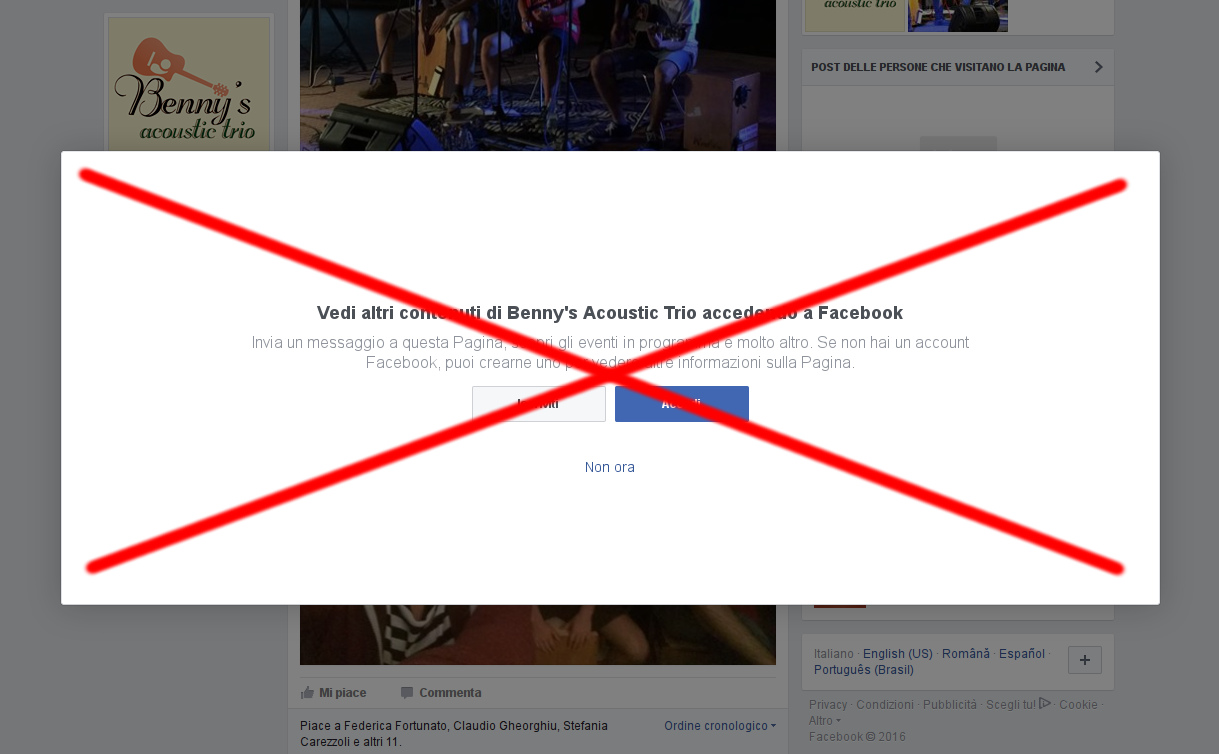 acoustic trio
Benny's
acoustic trio
POST DELLE PERSONE CHE VISITANO LA PAGINA
Vedi altri contenuti di Benny's Acoustic Trio accedendo a Facebook
Invia un messaggio a questa Pagina, scopri gli eventi in programma e molto altro. Se non hai un account
Facebook, puoi crearne uno per vedere altre informazioni sulla Pagina.
Iscriviti
Accedi
Non ora
Mi piace
Commenta
Piace a Federica Fortunato, Claudio Gheorghiu, Stefania
Carezzoli e altri 11.
Ordine cronologico
Italiano · English (US) · Română · Español ·
Português (Brasil)
Privacy · Condizioni · Pubblicità · Scegli tu! · Cookie ·
Altro
Facebook © 2016